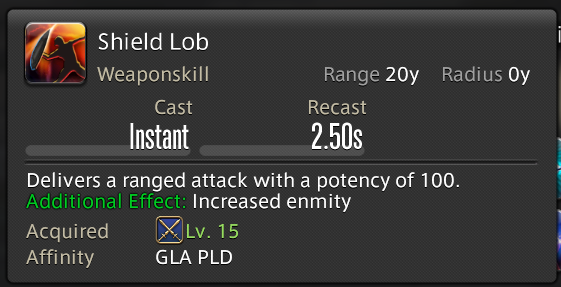 Shield Lob
Weaponskill Range 20y Radius 0y
Cast Recast
Instant 2.50s
Delivers a ranged attack with a potency of 100.
Additional Effect: Increased enmity
Acquired Lv. 15
Affinity GLA PLD